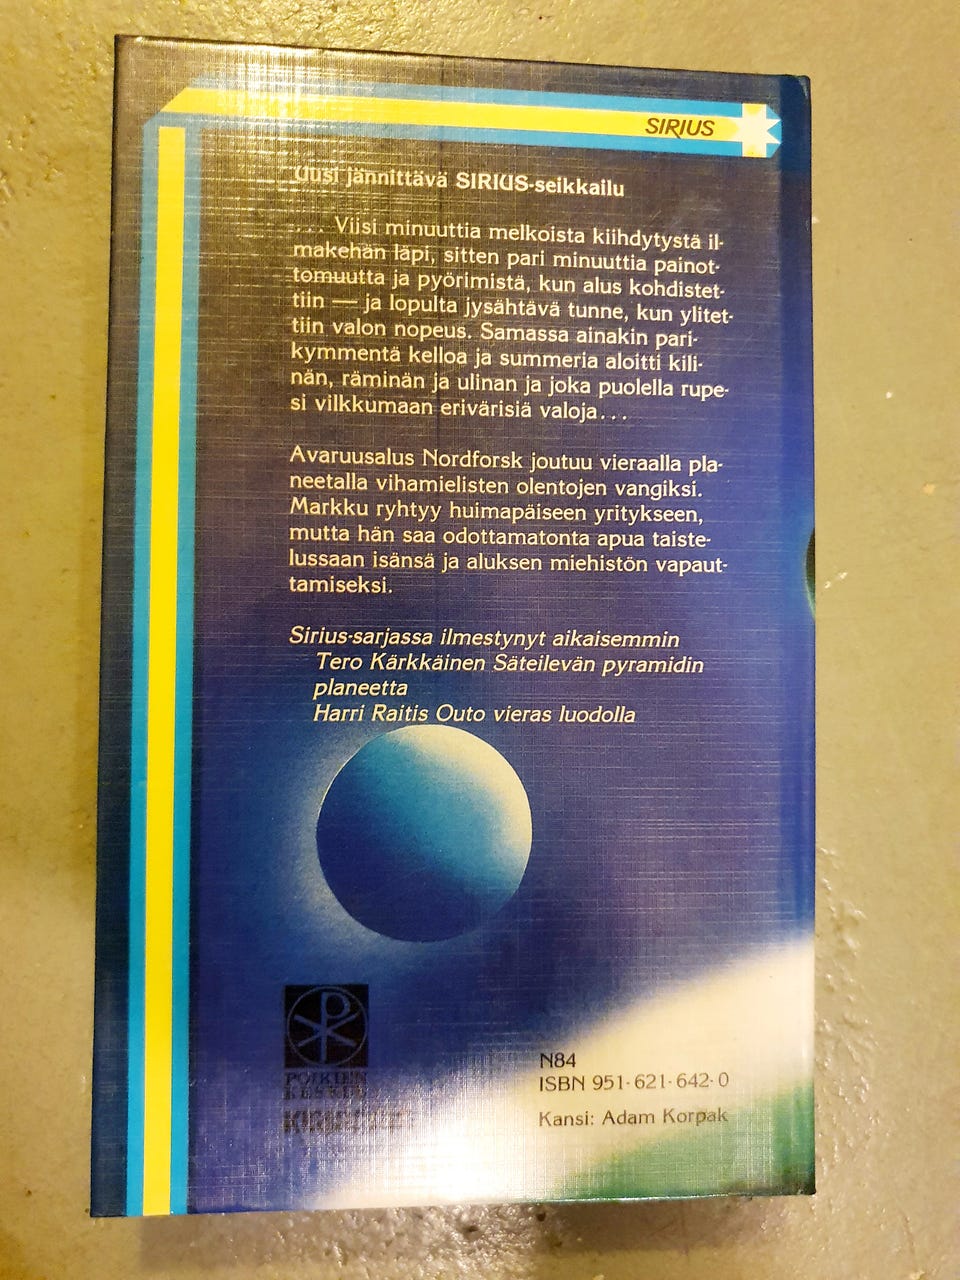 SIRIUS
Uusi jännittävä SIRIUS-seikkailu
... Viisi minuuttia melkoista kiihdytystä il-
makehän läpi, sitten pari minuuttia painot-
tomuutta ja pyörimistä, kun alus kohdistet-
tiin — ja lopulta jysähtävä tunne, kun ylitet-
tiin valon nopeus. Samassa ainakin pari-
kymmentä kelloa ja summeria aloitti kili-
nän, räminän ja ulinan ja joka puolella rupe-
si vilkkumaan erivärisiä valoja...
Avaruusalus Nordforsk joutuu vieraalla pla-
neetalla vihamielisten olentojen vangiksi.
Markku ryhtyy huimapäiseen yritykseen,
mutta hän saa odottamatonta apua taiste-
lussaan isänsä ja aluksen miehistön vapaut-
tamiseksi.
Sirius-sarjassa ilmestynyt aikaisemmin
Tero Kärkkäinen Säteilevän pyramidin
planeetta
Harri Raitis Outo vieras luodolla
POIKIEN
KESKUS
N84
ISBN 951-621-642-0
Kansi: Adam Korpak